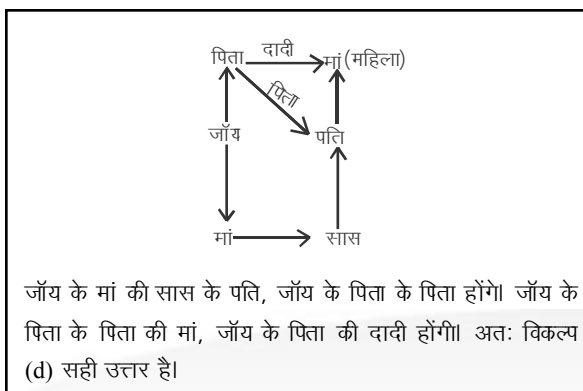 पिता दादी मां (महिला)
पिता
जॉय पति
मां सास
जॉय के मां की सास के पति, जॉय के पिता के पिता होंगे। जॉय के
पिता के पिता की मां, जॉय के पिता की दादी होंगी। अतः विकल्प
(d) सही उत्तर है।